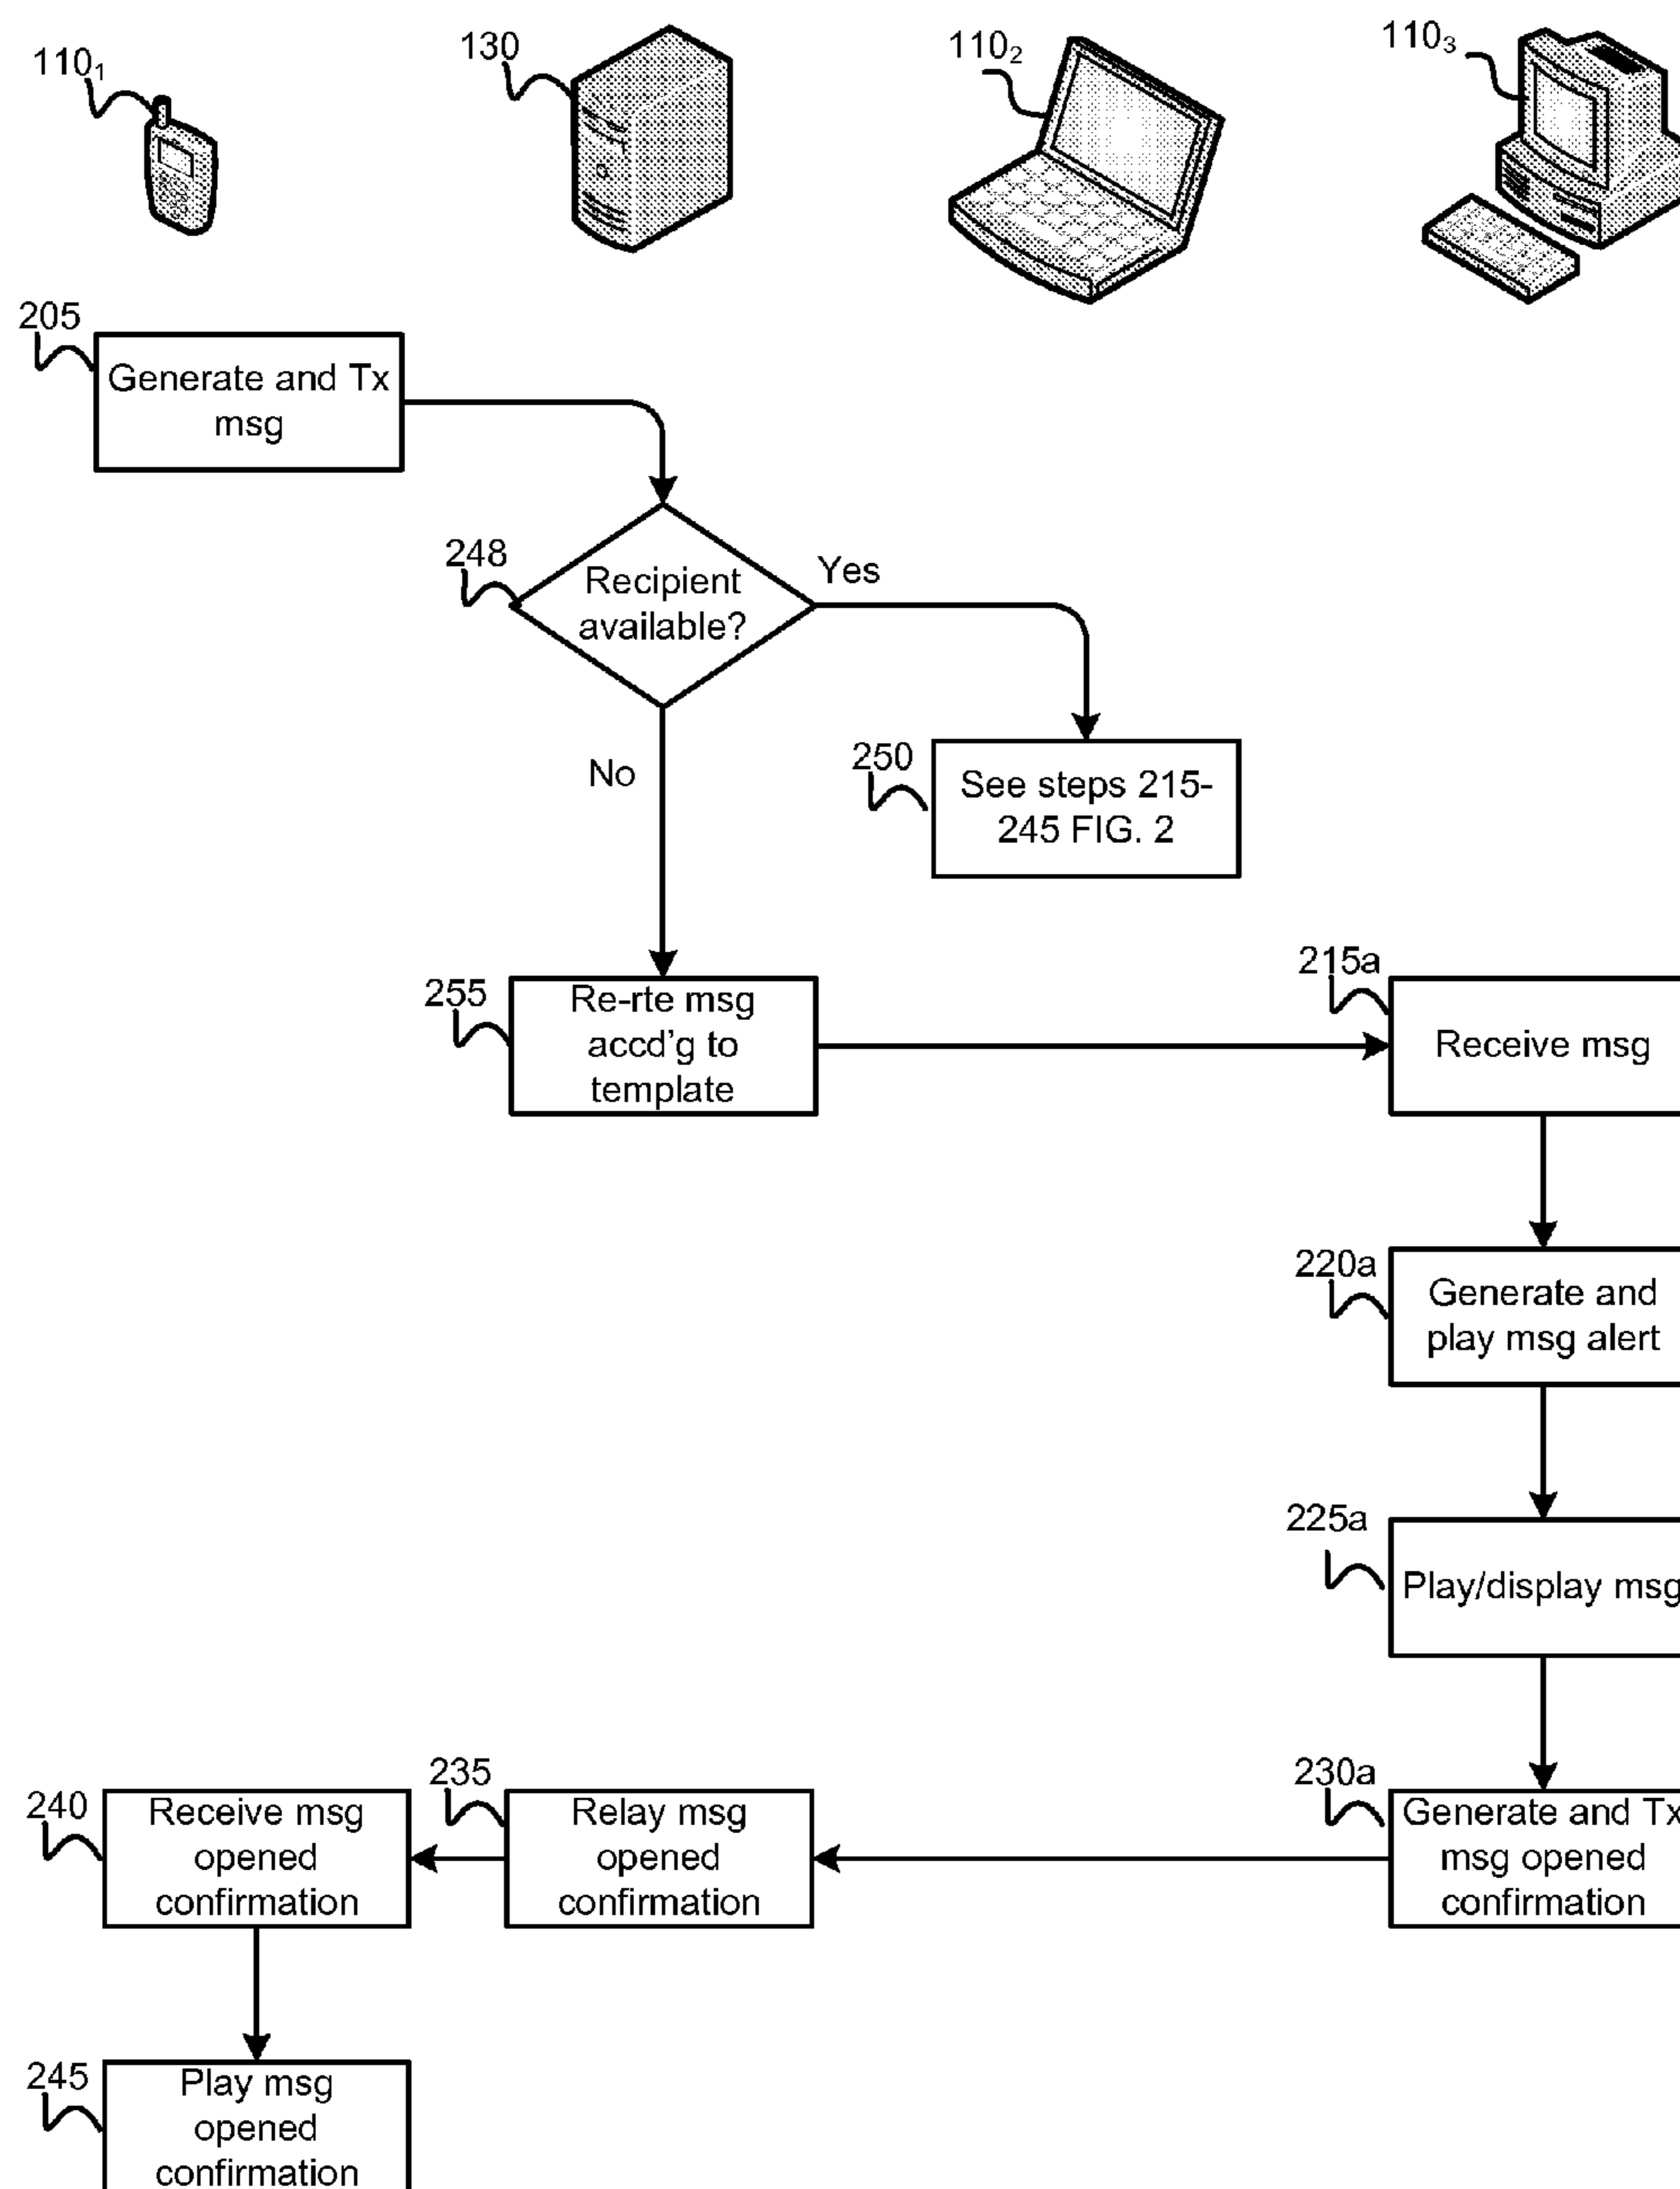 110₁
130
110₂
110₃
205
Generate and Tx
msg
248
Recipient
available?
Yes
No
250
See steps 215-
245 FIG. 2
255
Re-rte msg
accd'g to
template
215a
Receive msg
220a
Generate and
play msg alert
225a
Play/display msg
230a
Generate and Tx
msg opened
confirmation
235
Relay msg
opened
confirmation
240
Receive msg
opened
confirmation
245
Play msg
opened
confirmation